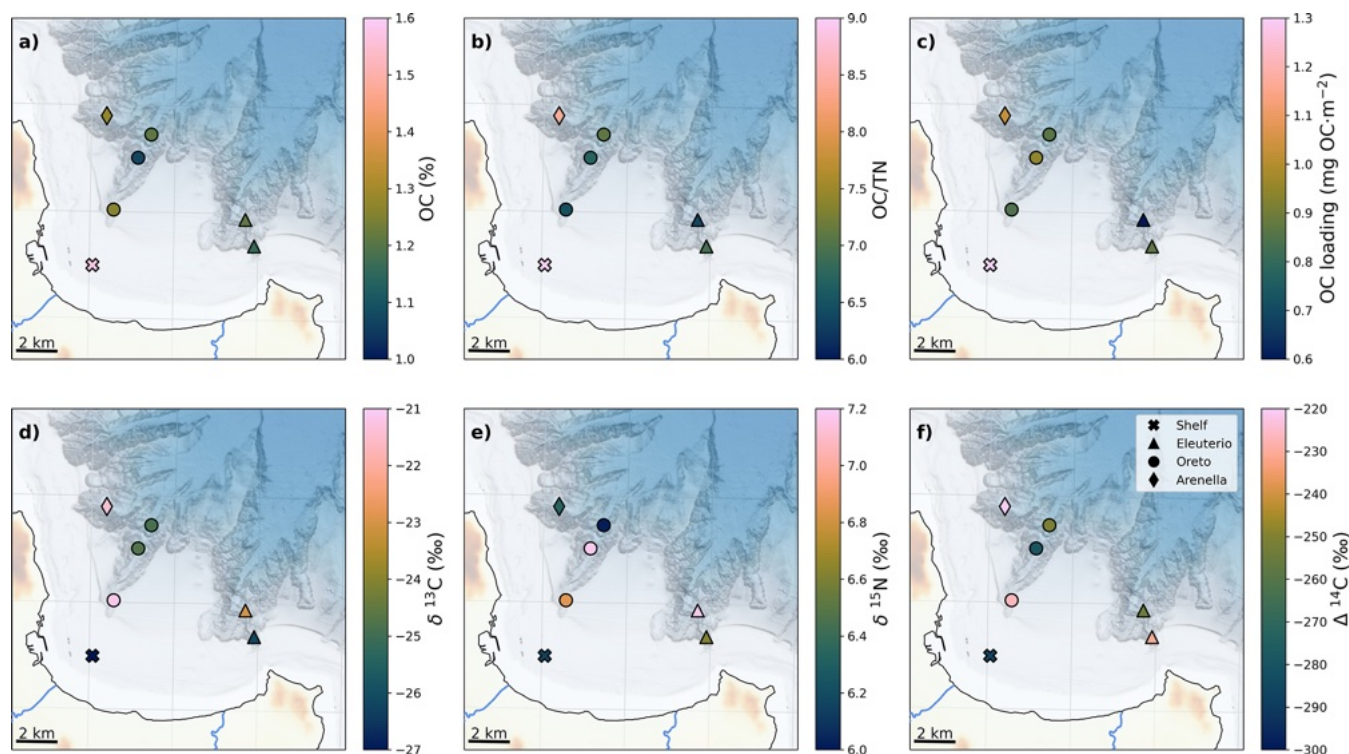 a)
2 km
1.6
1.5
1.4
1.3
1.2
1.1
1.0
OC (%)
b)
2 km
9.0
8.5
8.0
7.5
7.0
6.5
6.0
OC/TN
c)
2 km
1.3
1.2
1.1
1.0
0.9
0.8
0.7
0.6
OC loading (mg OC·m⁻²)
d)
2 km
−21
−22
−23
−24
−25
−26
−27
δ ¹³C (‰)
e)
2 km
7.2
7.0
6.8
6.6
6.4
6.2
6.0
δ ¹⁵N (‰)
f)
Shelf
Eleuterio
Oreto
Arenella
2 km
−220
−230
−240
−250
−260
−270
−280
−290
−300
Δ ¹⁴C (‰)